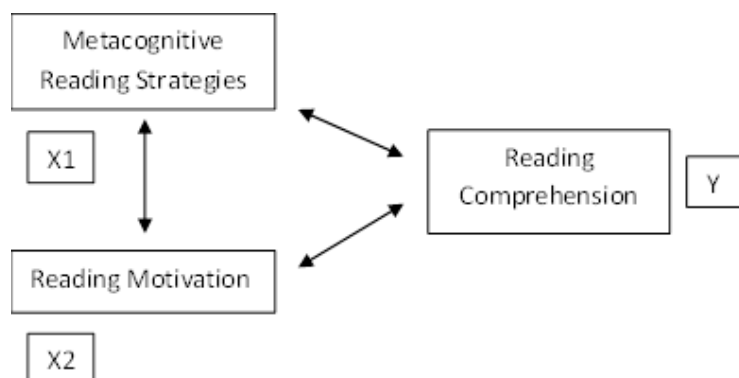 Metacognitive
Reading Strategies
X1
Reading
Comprehension
Y
Reading Motivation
X2